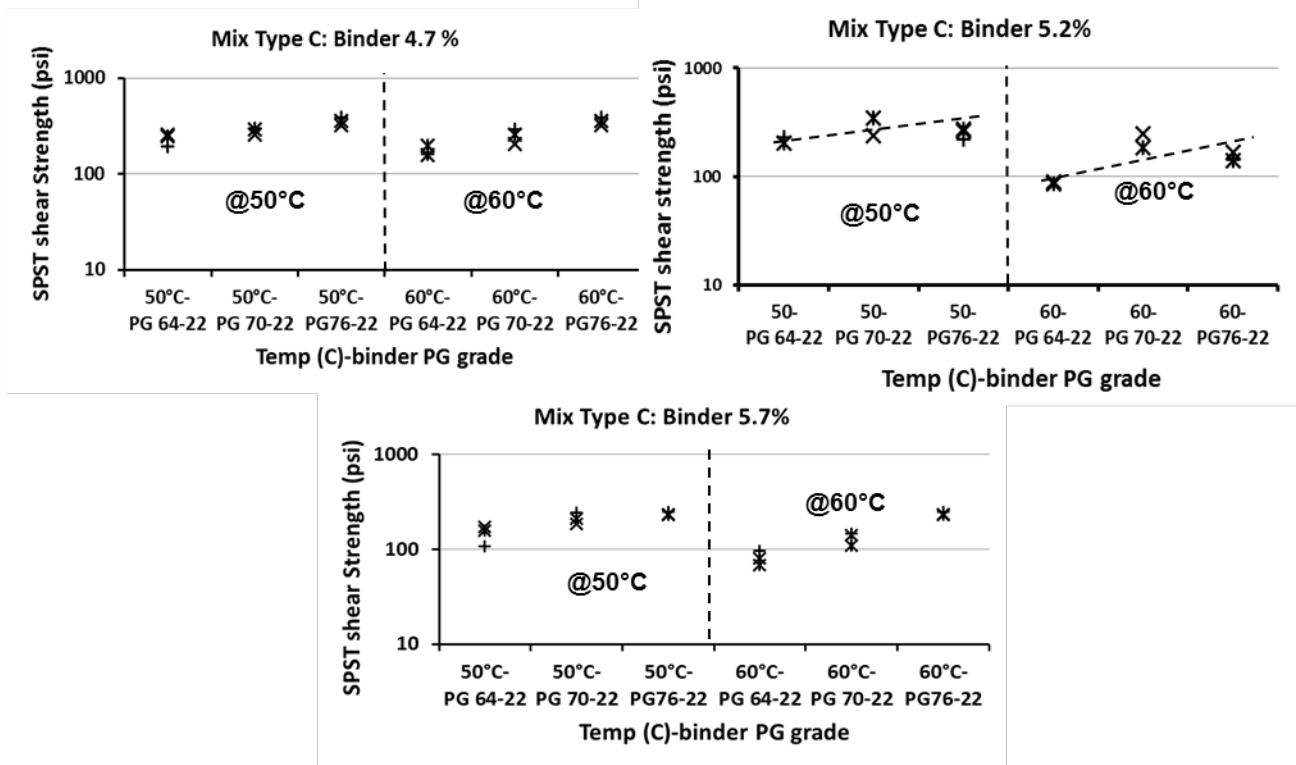 Mix Type C: Binder 4.7 %
SPST shear Strength (psi)
1000
100
10
@50°C
@60°C
50°C-
PG 64-22
50°C-
PG 70-22
50°C-
PG76-22
60°C-
PG 64-22
60°C-
PG 70-22
60°C-
PG76-22
Temp (C)-binder PG grade
Mix Type C: Binder 5.2%
SPST shear strength (psi)
1000
100
10
@50°C
@60°C
50-
PG 64-22
50-
PG 70-22
50-
PG76-22
60-
PG 64-22
60-
PG 70-22
60-
PG76-22
Temp (C)-binder PG grade
Mix Type C: Binder 5.7%
SPST shear Strength (psi)
1000
100
10
@50°C
@60°C
50°C-
PG 64-22
50°C-
PG 70-22
50°C-
PG76-22
60°C-
PG 64-22
60°C-
PG 70-22
60°C-
PG76-22
Temp (C)-binder PG grade